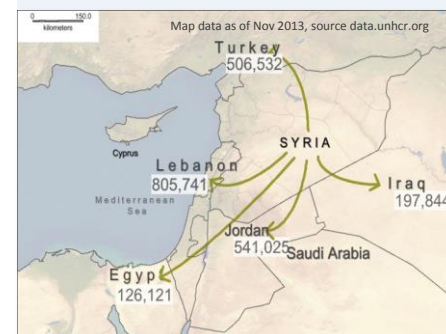 0 150.0
kilometers
Map data as of Nov 2013, source data.unhcr.org
Turkey
506,532
Cyprus
SYRIA
Lebanon
805,741
Mediterranean
Sea
Iraq
197,844
Jordan
541,025
Saudi Arabia
Egyp
126,121